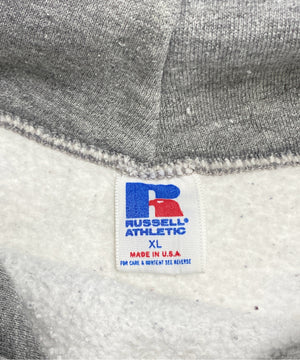 RUSSELL®
ATHLETIC
XL
MADE IN U.S.A
FOR CARE & CONTENT SEE REVERSE